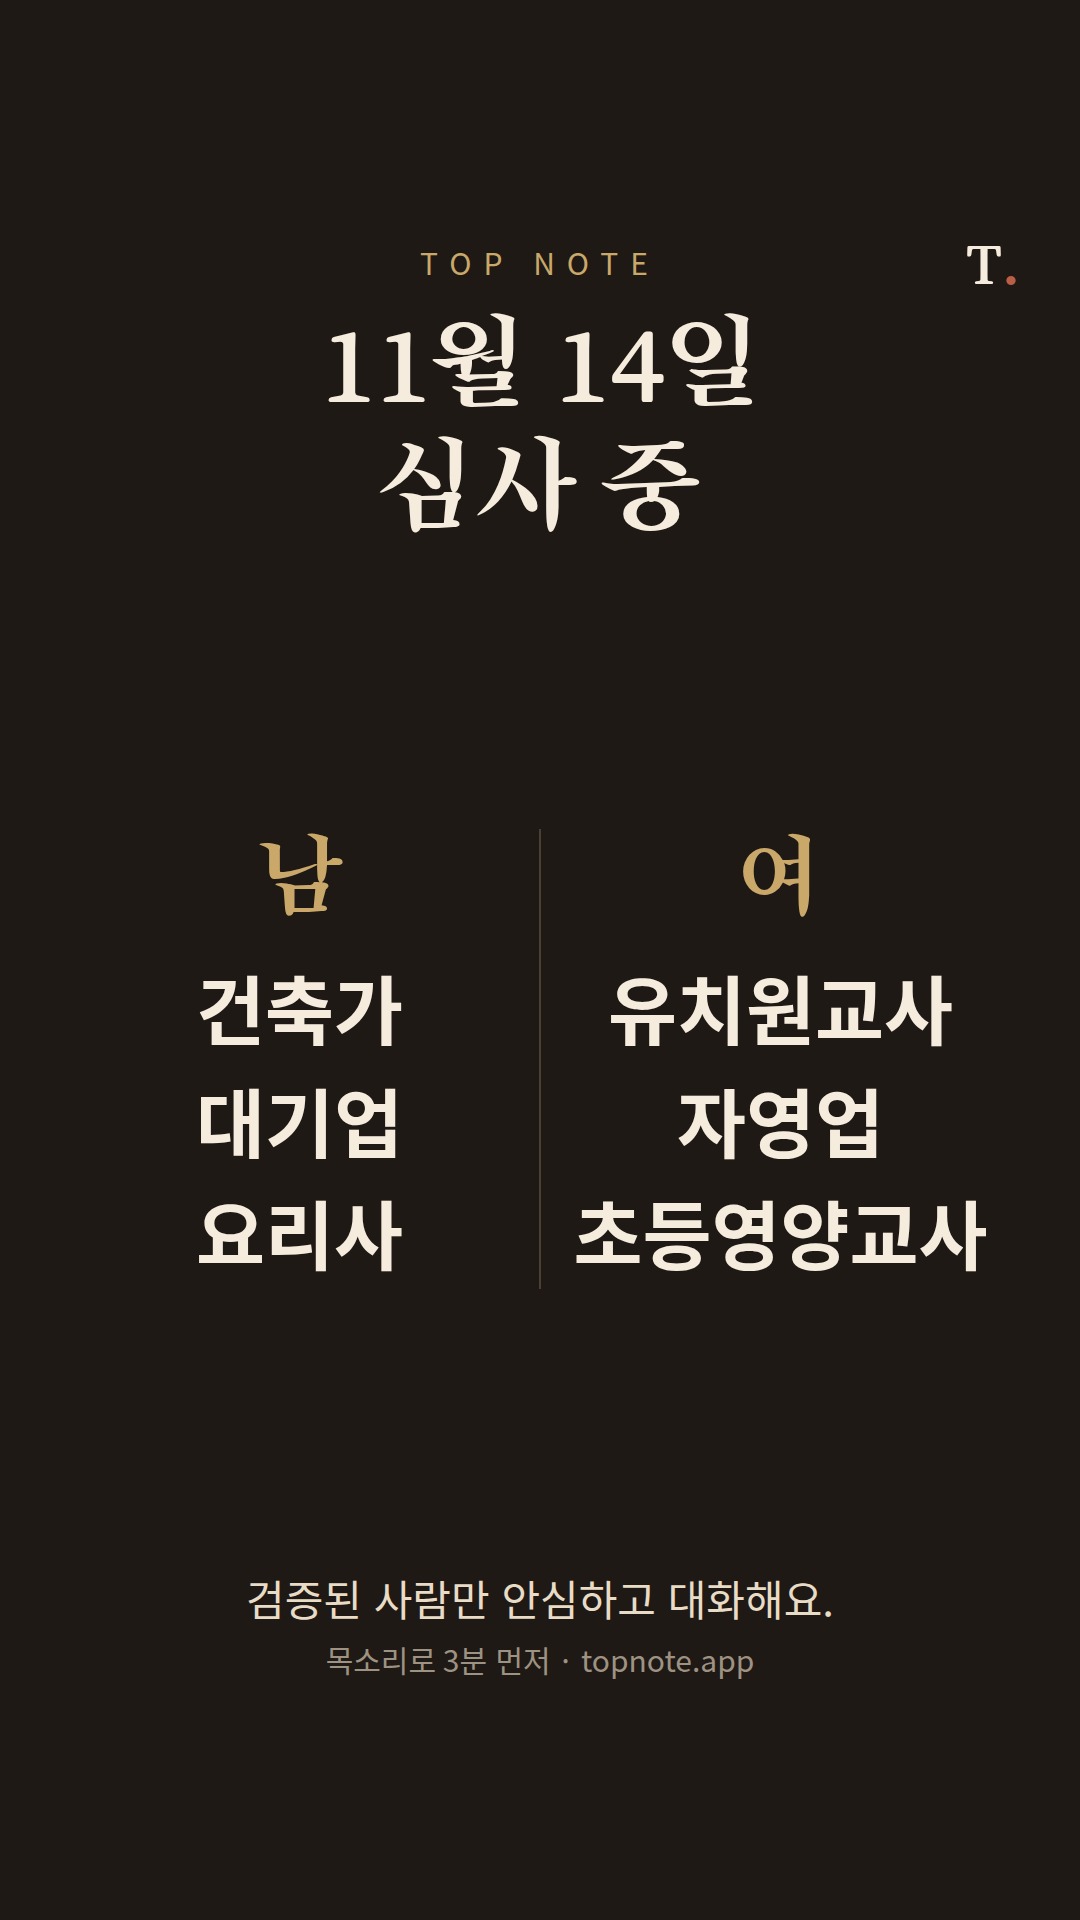 TOP NOTE
T.
11월 14일
심사 중
남
건축가
대기업
요리사
여
유치원교사
자영업
초등영양교사
검증된 사람만 안심하고 대화해요.
목소리로 3분 먼저 · topnote.app